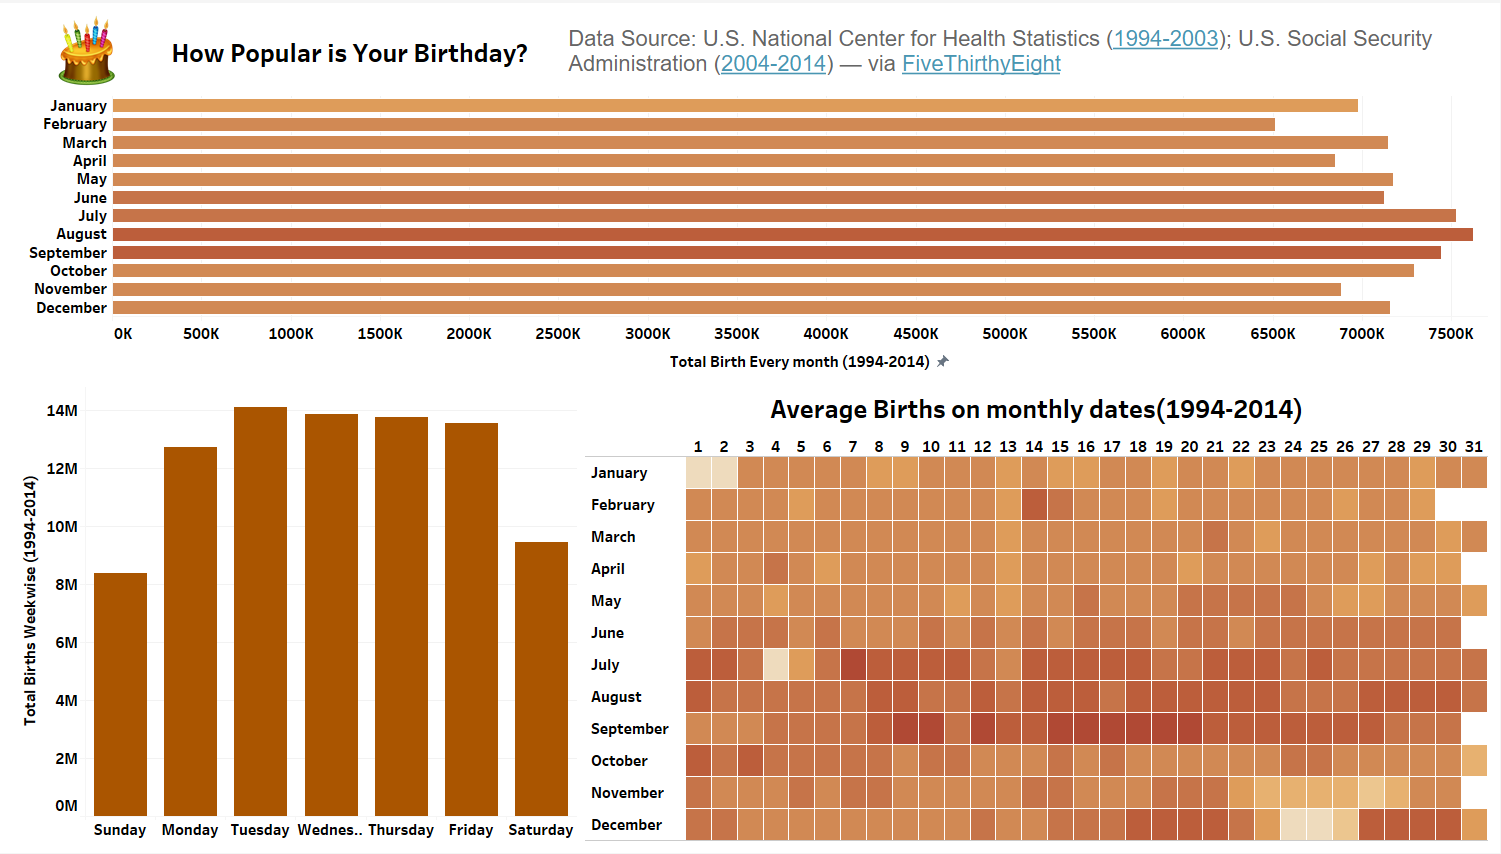 How Popular is Your Birthday?
Data Source: U.S. National Center for Health Statistics (1994-2003); U.S. Social Security
Administration (2004-2014) — via FiveThirtyEight
January
February
March
April
May
June
July
August
September
October
November
December
0K 500K 1000K 1500K 2000K 2500K 3000K 3500K 4000K 4500K 5000K 5500K 6000K 6500K 7000K 7500K
Total Birth Every month (1994-2014)
Total Births Weekwise (1994-2014)
14M
12M
10M
8M
6M
4M
2M
0M
Sunday Monday Tuesday Wednes.. Thursday Friday Saturday
Average Births on monthly dates(1994-2014)
1 2 3 4 5 6 7 8 9 10 11 12 13 14 15 16 17 18 19 20 21 22 23 24 25 26 27 28 29 30 31
January
February
March
April
May
June
July
August
September
October
November
December